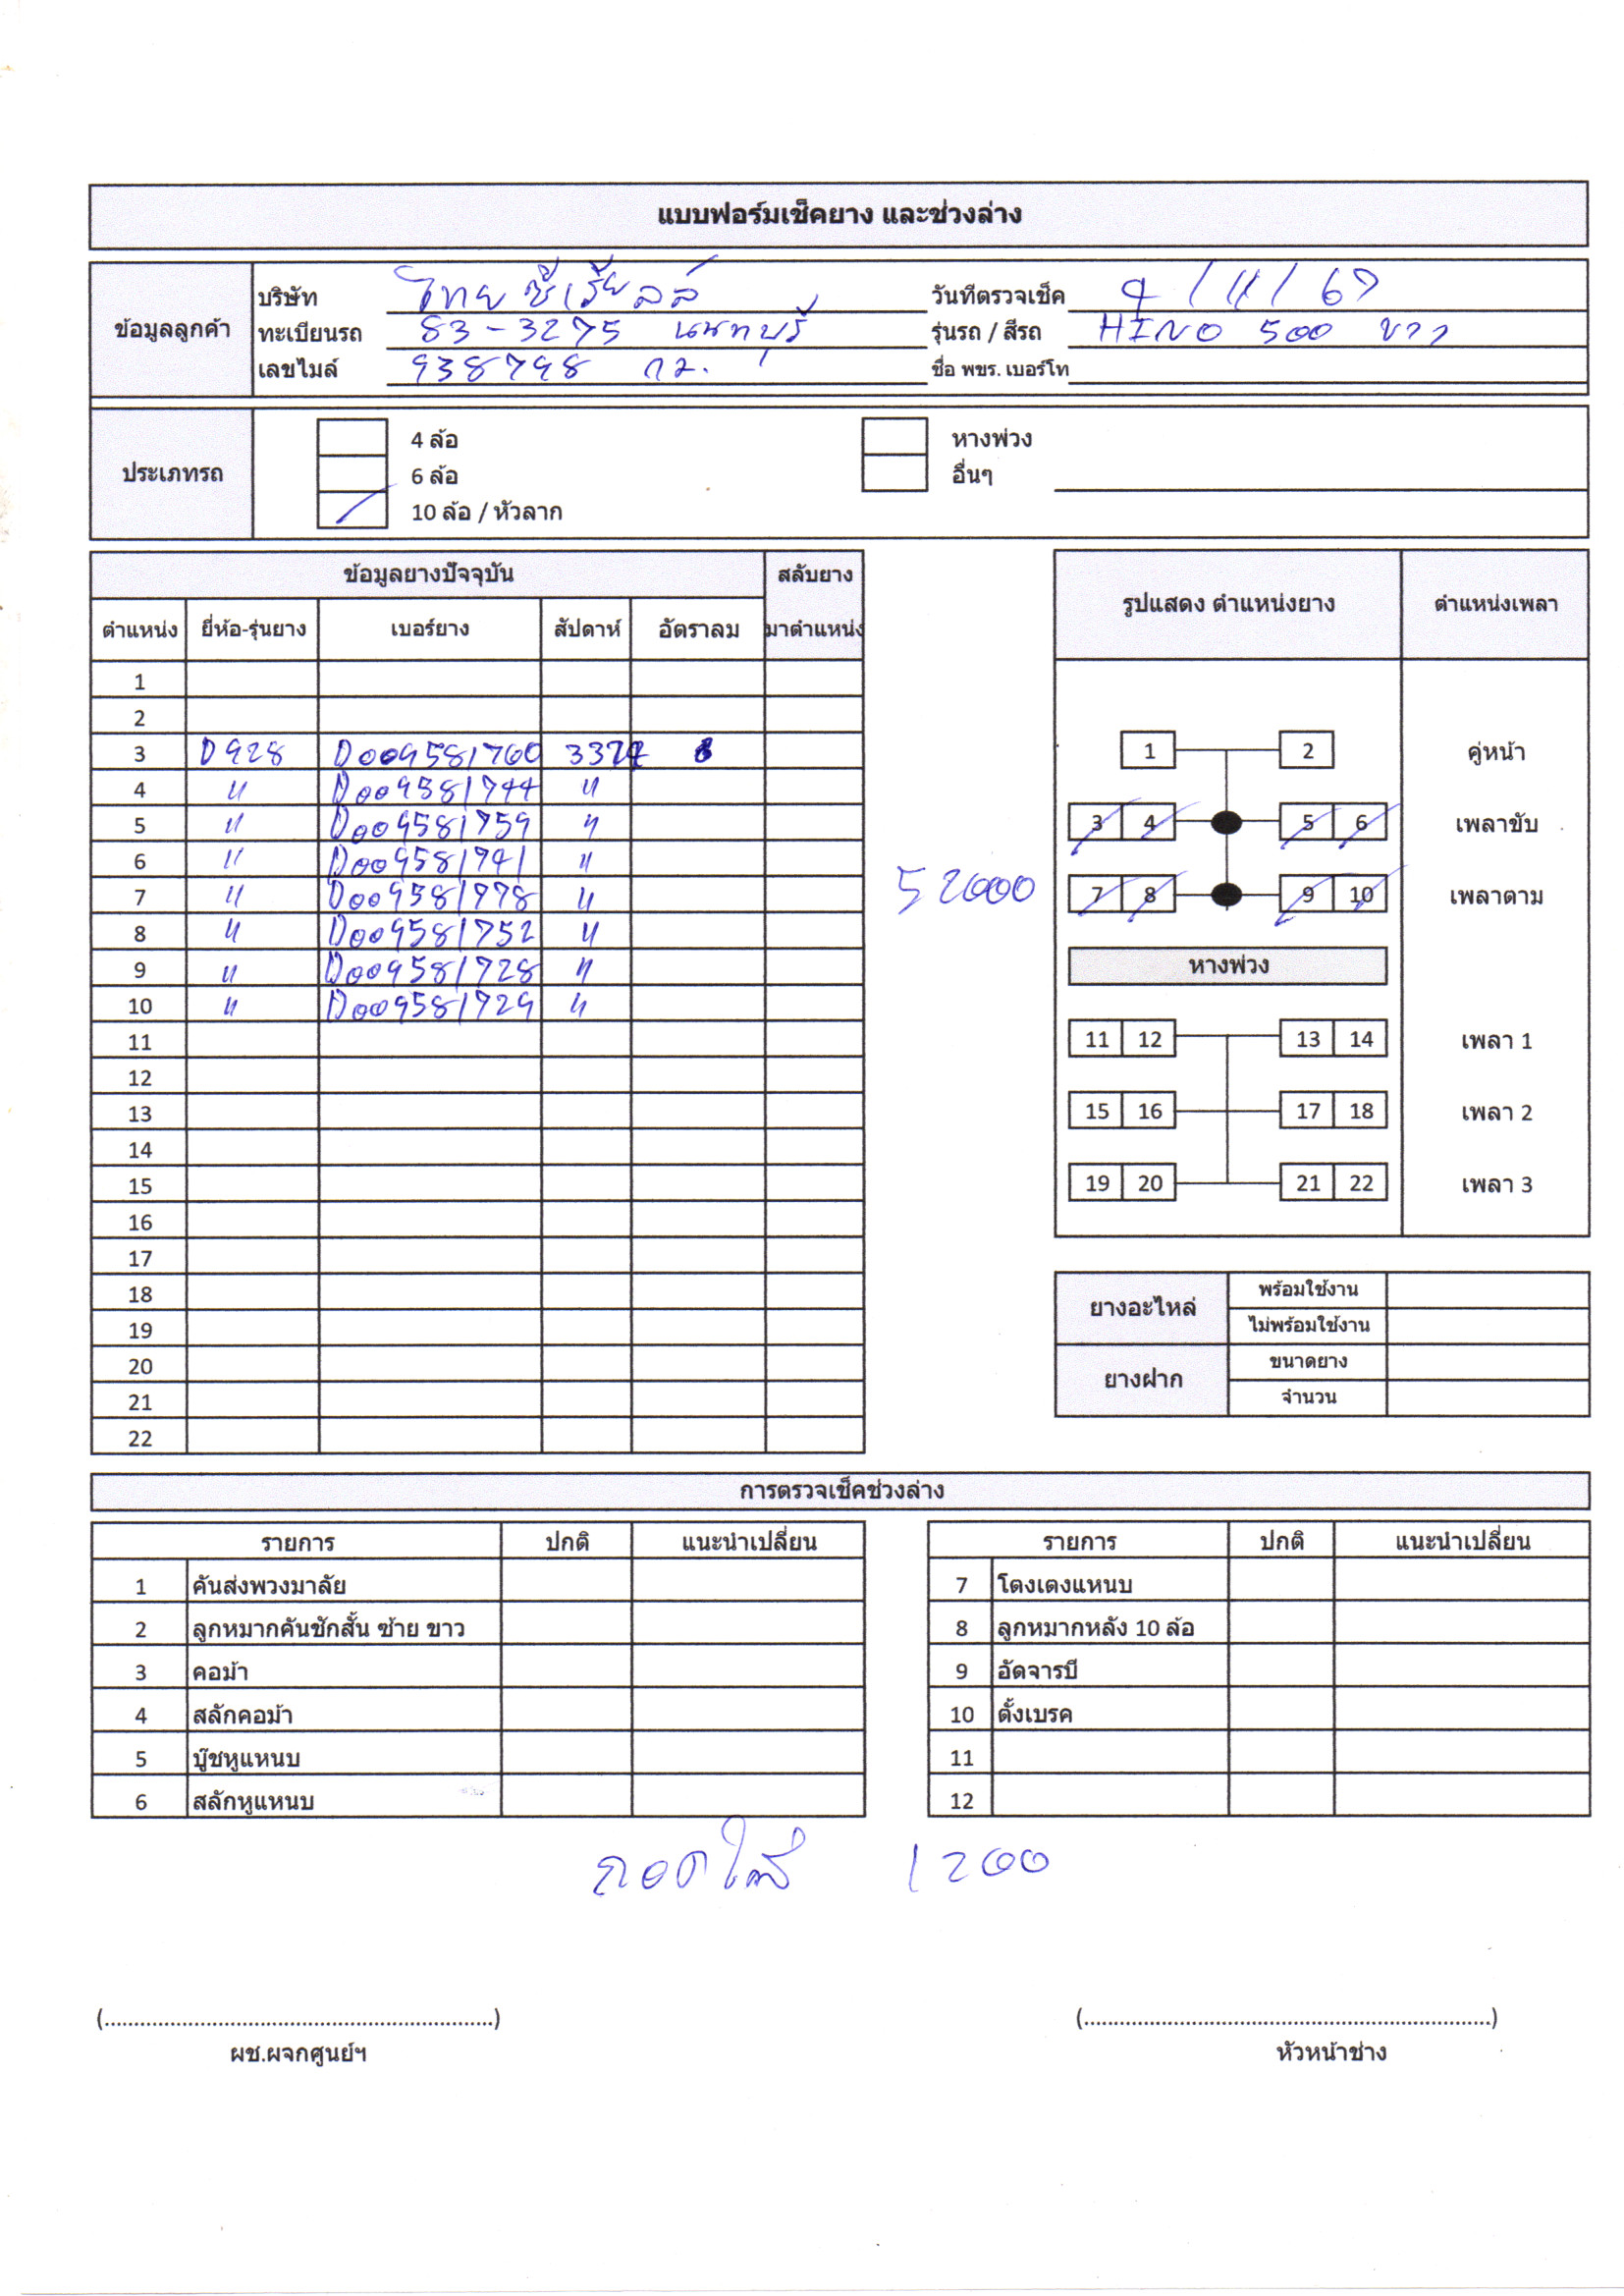 แบบฟอร์มเช็คยาง และช่วงล่าง
ข้อมูลลูกค้า
บริษัท ไทยซีเรียลล์ วันที่ตรวจเช็ค 9/11/67
ทะเบียนรถ 83-3275 นนทบุรี รุ่นรถ / สีรถ HINO 500 ขาว
เลขไมล์ 938798 กม. ชื่อ พขร. เบอร์โท
ประเภทรถ
4 ล้อ หางพ่วง
6 ล้อ อื่นๆ
10 ล้อ / หัวลาก
ข้อมูลยางปัจจุบัน สลับยาง
ตำแหน่ง ยี่ห้อ-รุ่นยาง เบอร์ยาง สัปดาห์ อัตราลม มาตำแหน่ง
1
2
3 D928 D009581760 3324
4 " D009581744 "
5 " D009581759 "
6 " D009581741 "
7 " D009581778 "
8 " D009581752 "
9 " D009581728 "
10 " D009581729 "
11
12
13
14
15
16
17
18
19
20
21
22
52000
รูปแสดง ตำแหน่งยาง ตำแหน่งเพลา
1 2 คู่หน้า
3 4 5 6 เพลาขับ
7 8 9 10 เพลาตาม
หางพ่วง
11 12 13 14 เพลา 1
15 16 17 18 เพลา 2
19 20 21 22 เพลา 3
ยางอะไหล่ พร้อมใช้งาน
ไม่พร้อมใช้งาน
ยางฝาก ขนาดยาง
จำนวน
การตรวจเช็คช่วงล่าง
รายการ ปกติ แนะนำเปลี่ยน รายการ ปกติ แนะนำเปลี่ยน
1 คันส่งพวงมาลัย 7 โตงเตงแหนบ
2 ลูกหมากคันชักสั้น ซ้าย ขาว 8 ลูกหมากหลัง 10 ล้อ
3 คอม้า 9 อัดจารบี
4 สลักคอม้า 10 ตั้งเบรค
5 บู๊ชหูแหนบ 11
6 สลักหูแหนบ 12
ถอดใส่ 1200
(.................................................................) (.....................................................................)
ผช.ผจกศูนย์ฯ หัวหน้าช่าง